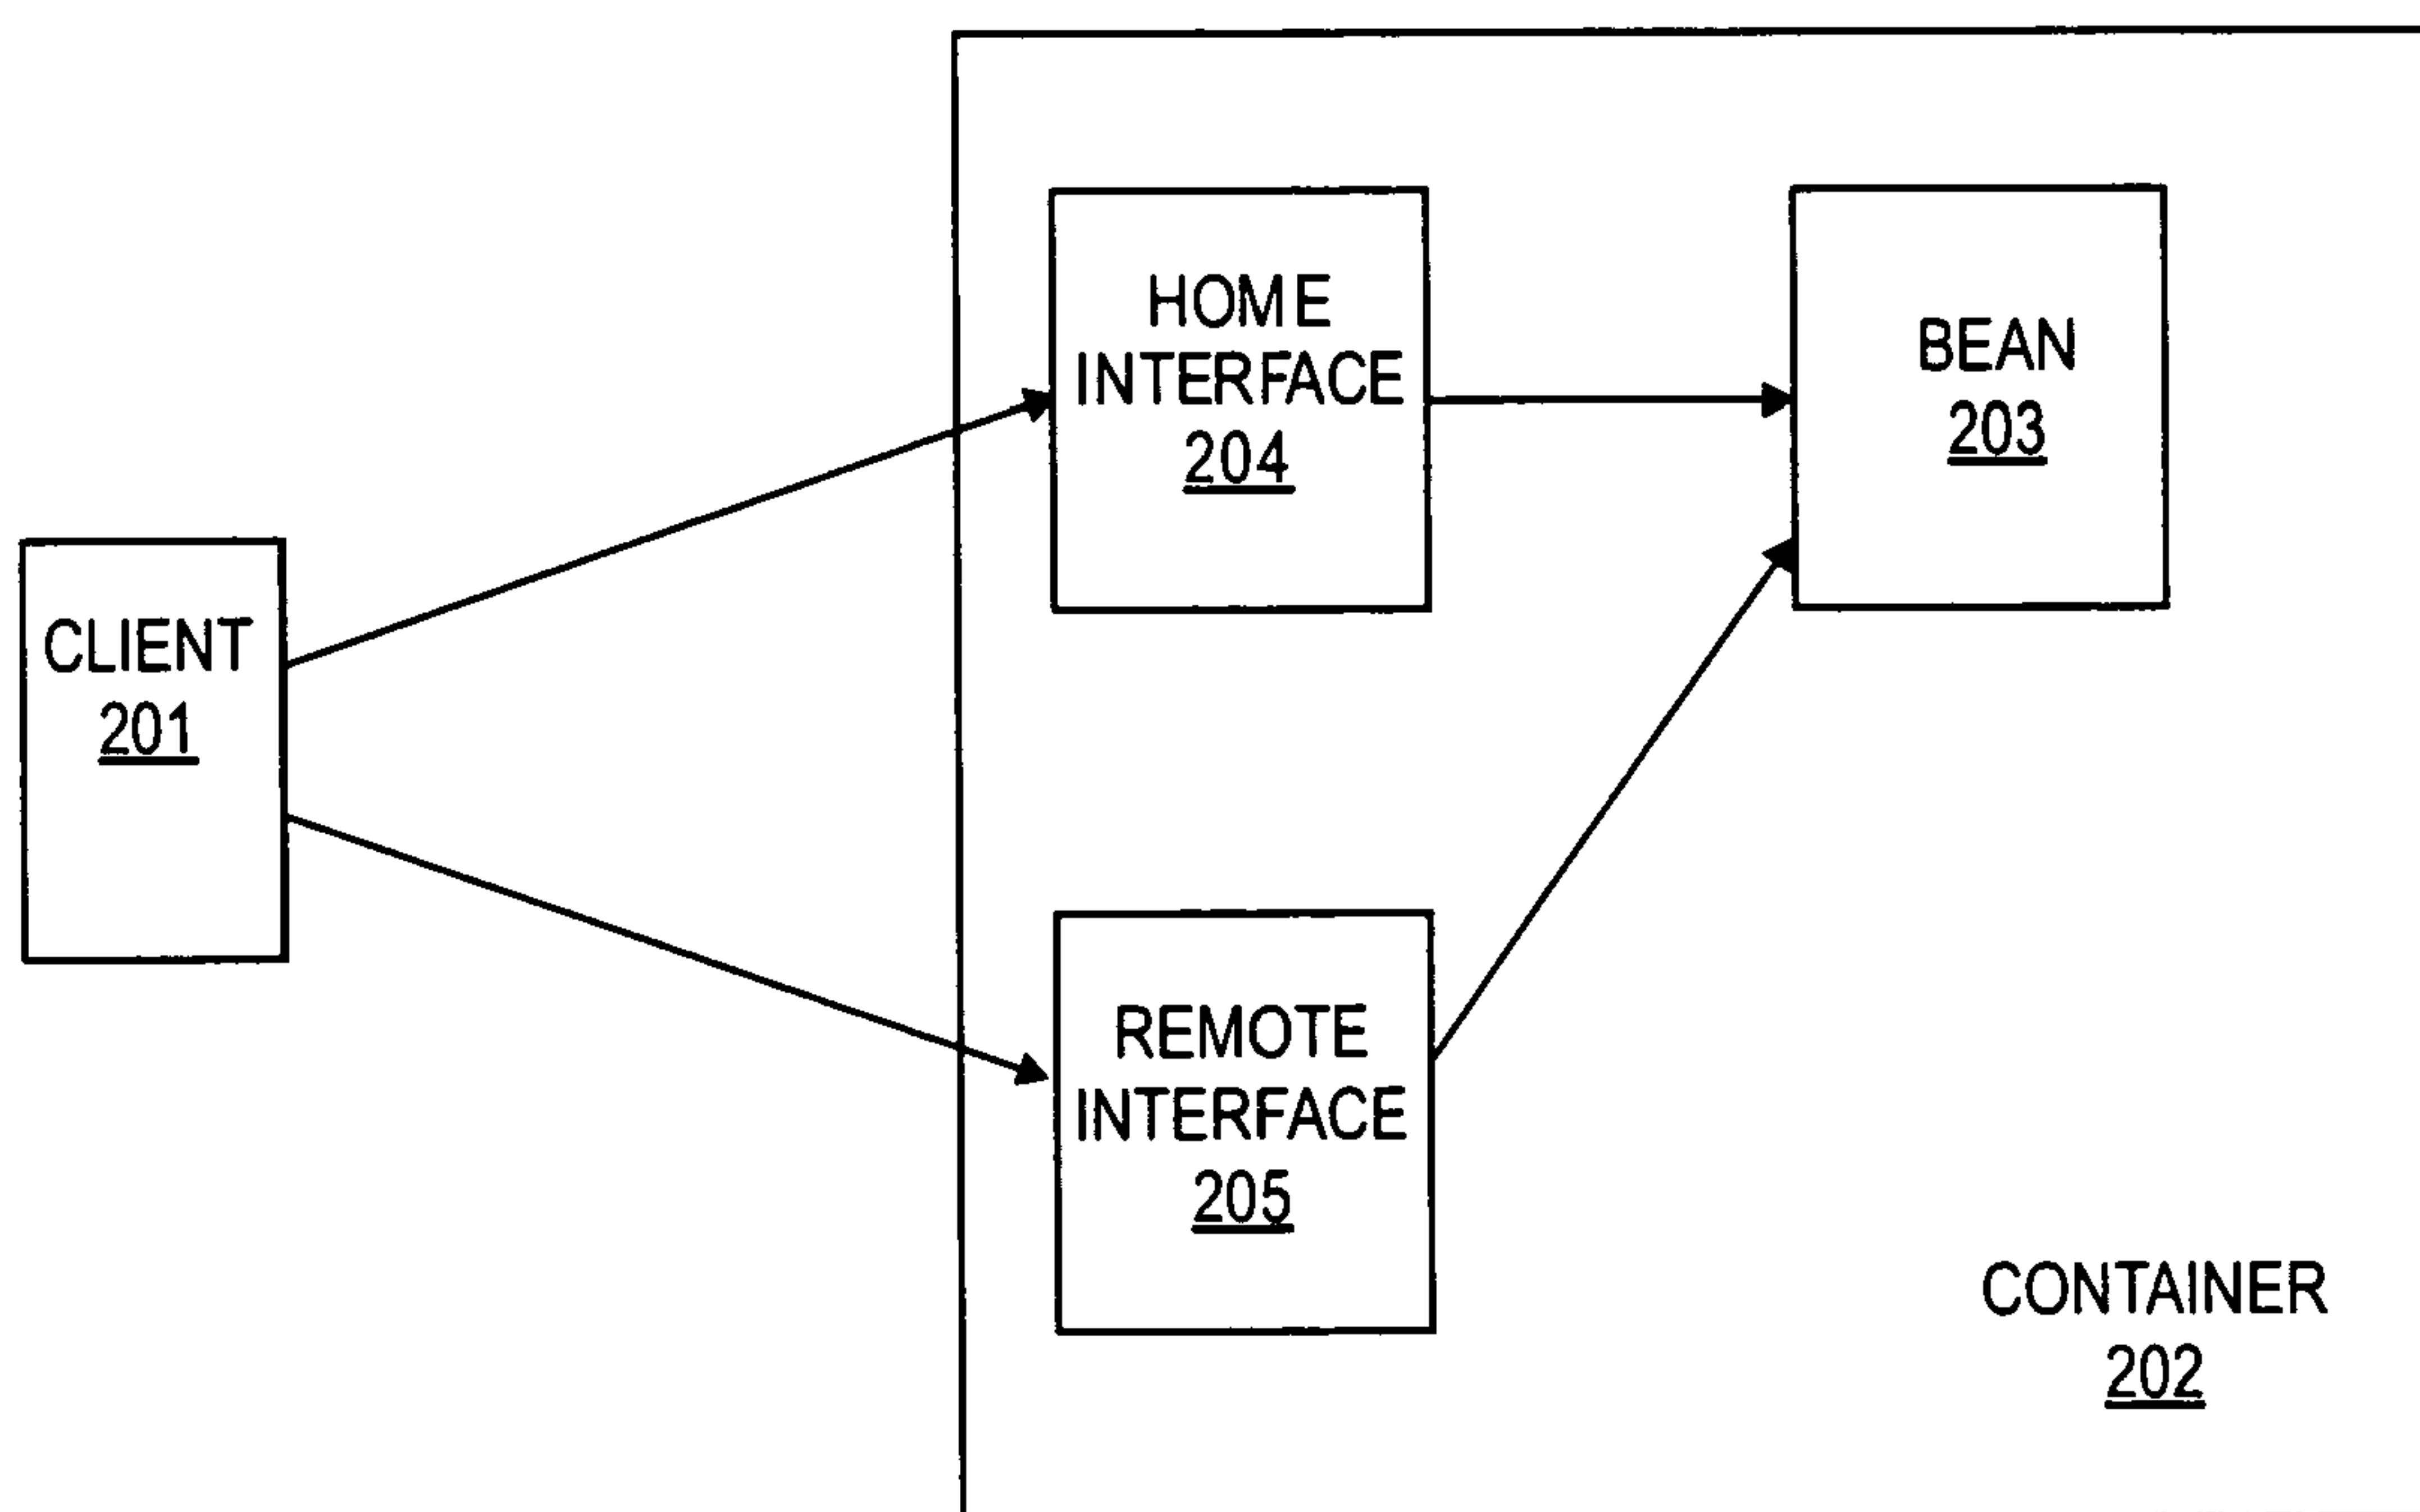 HOME
INTERFACE
204
BEAN
203
CLIENT
201
REMOTE
INTERFACE
205
CONTAINER
202